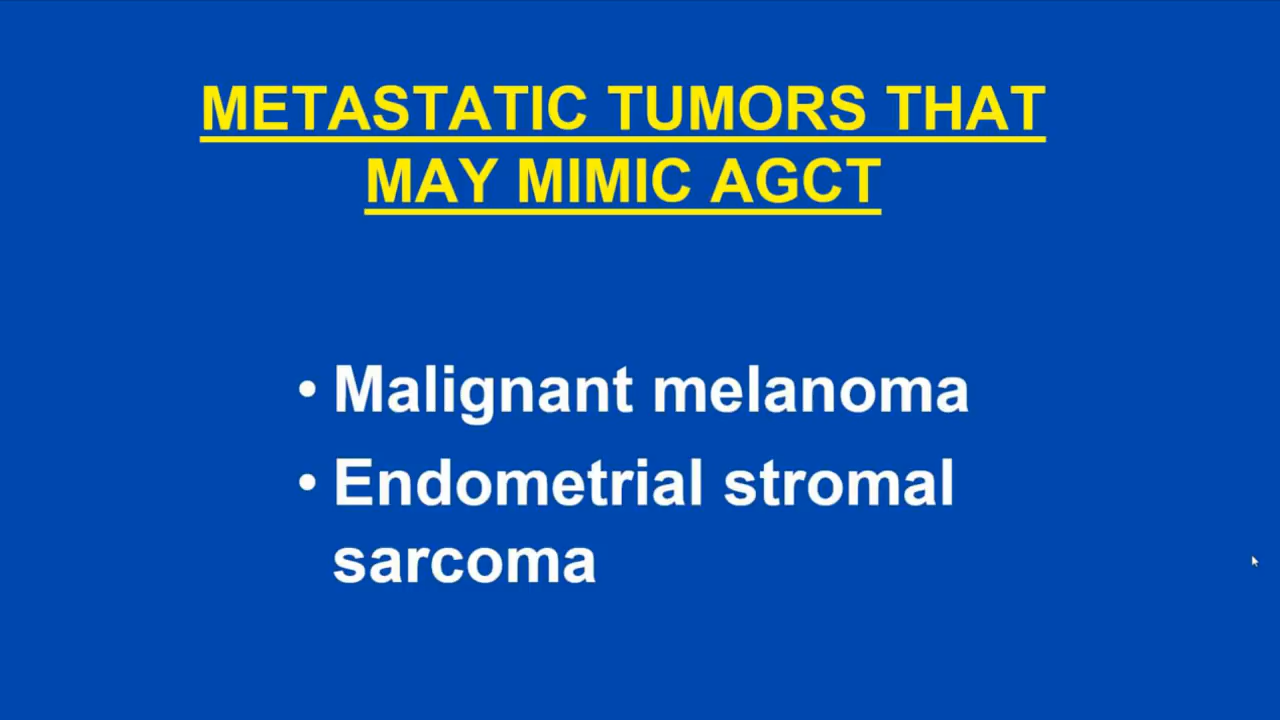 METASTATIC TUMORS THAT
MAY MIMIC AGCT
• Malignant melanoma
• Endometrial stromal
sarcoma